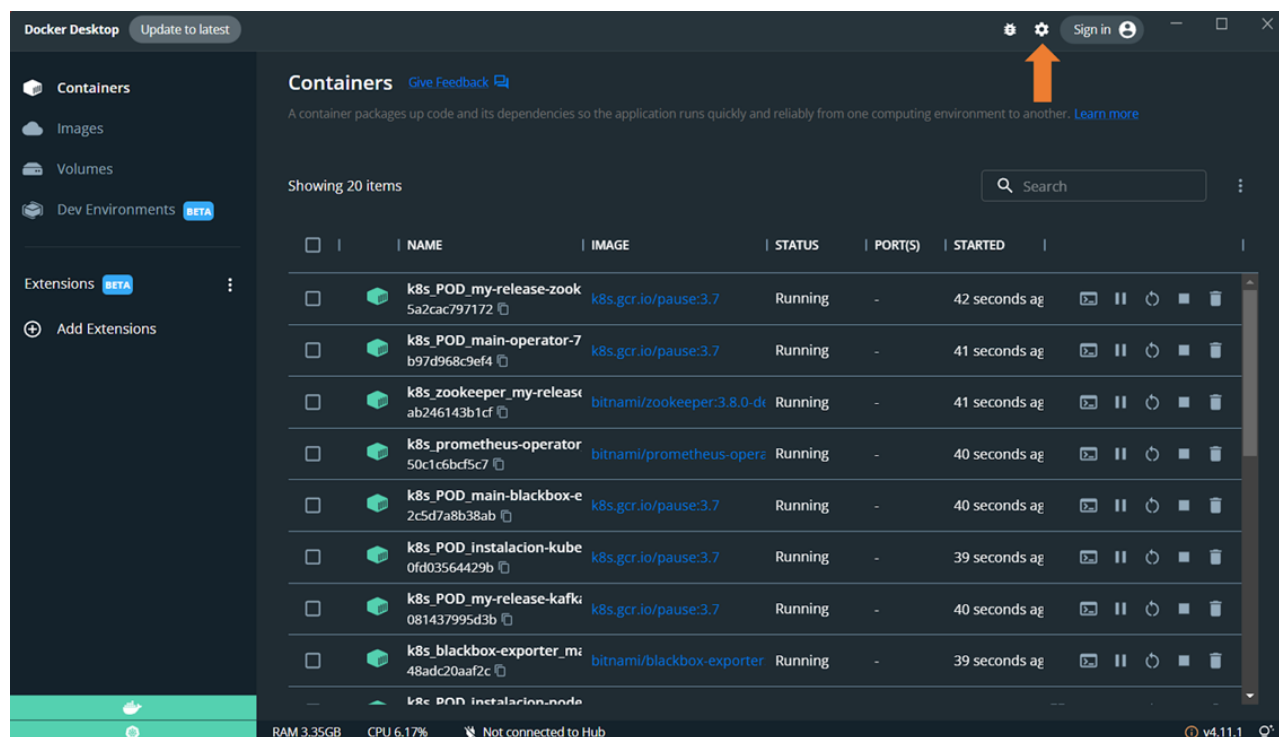 Docker Desktop Update to latest Sign in
Containers
Images
Volumes
Dev Environments BETA
Extensions BETA
Add Extensions
Containers Give Feedback
A container packages up code and its dependencies so the application runs quickly and reliably from one computing environment to another. Learn more
Showing 20 items Search
NAME IMAGE STATUS PORT(S) STARTED
k8s_POD_my-release-zook
5a2cac797172
k8s.gcr.io/pause:3.7 Running - 42 seconds ag
k8s_POD_main-operator-7
b97d968c9ef4
k8s.gcr.io/pause:3.7 Running - 41 seconds ag
k8s_zookeeper_my-release
ab246143b1cf
bitnami/zookeeper:3.8.0-de Running - 41 seconds ag
k8s_prometheus-operator
50c1c6bcf5c7
bitnami/prometheus-opera Running - 40 seconds ag
k8s_POD_main-blackbox-e
2c5d7a8b38ab
k8s.gcr.io/pause:3.7 Running - 40 seconds ag
k8s_POD_instalacion-kube
0fd03564429b
k8s.gcr.io/pause:3.7 Running - 39 seconds ag
k8s_POD_my-release-kafka
081437995d3b
k8s.gcr.io/pause:3.7 Running - 40 seconds ag
k8s_blackbox-exporter_ma
48adc20aaf2c
bitnami/blackbox-exporter Running - 39 seconds ag
k8s_POD_instalacion-node
RAM 3.35GB CPU 6.17% Not connected to Hub v4.11.1